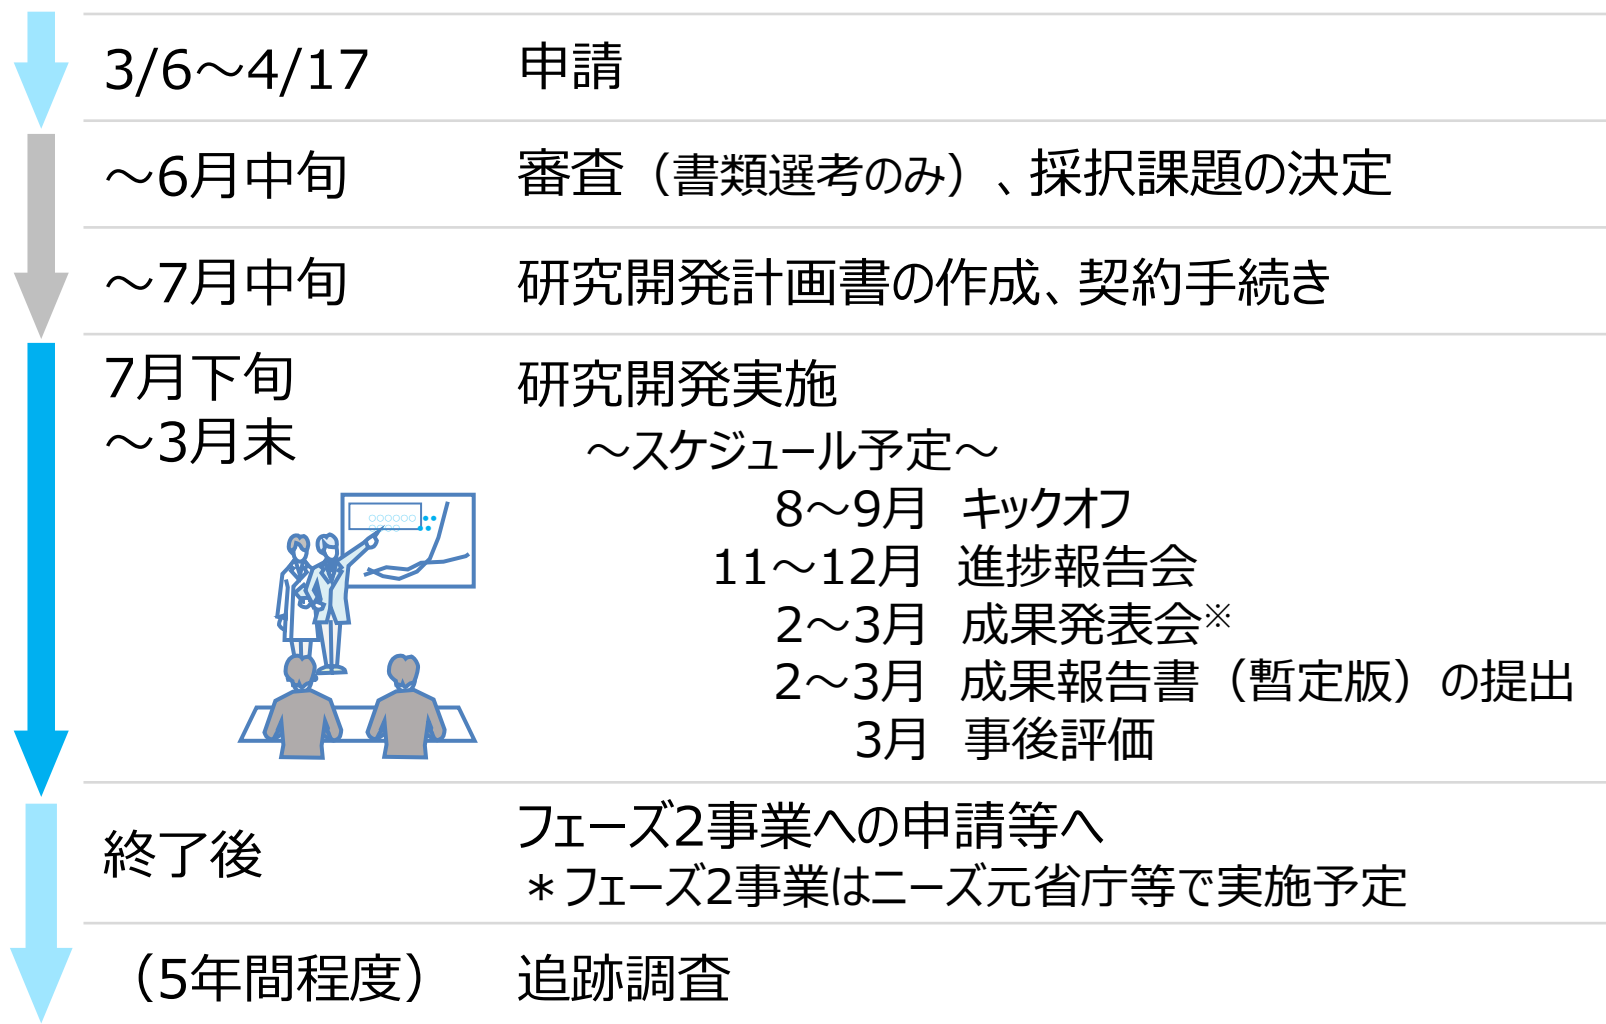 3/6～4/17 申請
～6月中旬 審査（書類選考のみ）、採択課題の決定
～7月中旬 研究開発計画書の作成、契約手続き
7月下旬
～3月末
研究開発実施
～スケジュール予定～
8～9月 キックオフ
11～12月 進捗報告会
2～3月 成果発表会※
2～3月 成果報告書（暫定版）の提出
3月 事後評価
終了後
フェーズ2事業への申請等へ
＊フェーズ2事業はニーズ元省庁等で実施予定
（5年間程度） 追跡調査